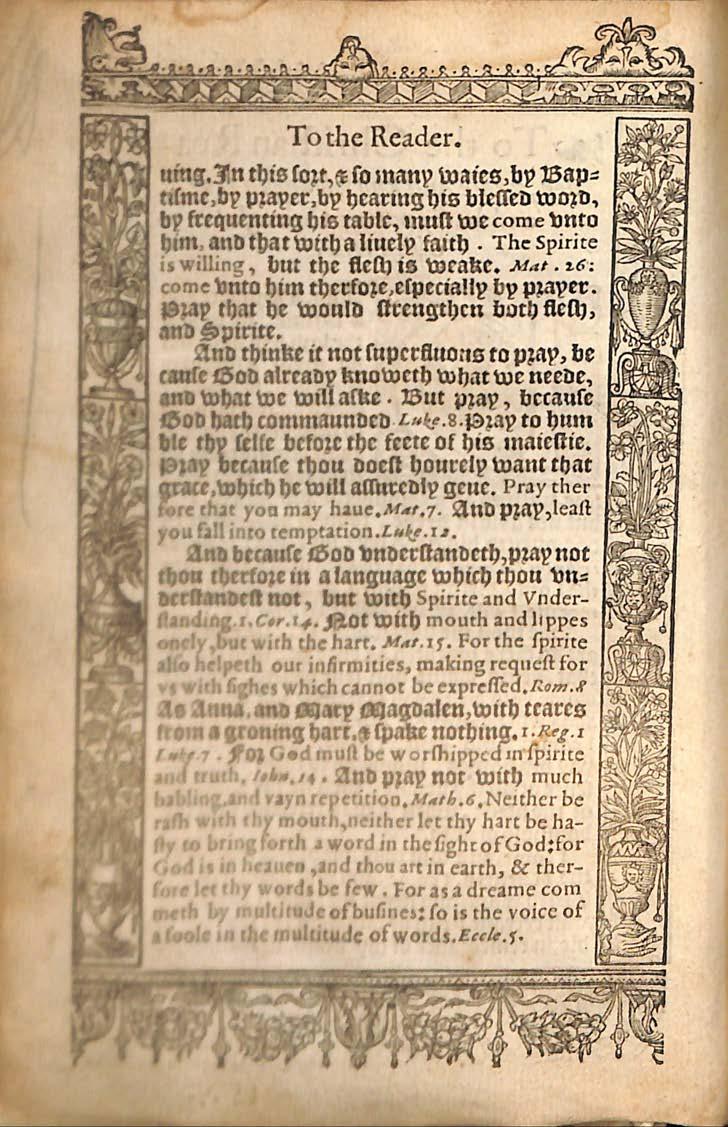 To the Reader.
uing. In this sort, & so many waies, by Bap=
tisme, by prayer, by hearing his blessed word,
by frequenting his table, must we come vnto
him, and that with a liuely faith. The Spirite
is willing, but the flesh is weake. Mat. 26:
come vnto him therfore, especially by prayer.
Pray that he would strengthen both flesh,
and Spirite.
And thinke it not superfluous to pray, be
cause God already knoweth what we neede,
and what we will aske. But pray, because
God hath commaunded Luke.8. Pray to hum
ble thy selfe before the feete of his maiestie.
Pray because thou doest hourely want that
grace, which he will assuredly geue. Pray ther
fore that you may haue. Mat.7. And pray, least
you fall into temptation. Luke.12.
And because God vnderstandeth, pray not
thou therfore in a language which thou vn=
derstandest not, but with Spirite and Vnder-
standing. 1. Cor. 14. Not with mouth and lippes
onely, but with the hart. Mat. 15. For the spirite
also helpeth our infirmities, making request for
vs with sighes which cannot be expressed. Rom.8
As Anna, and Mary Magdalen, with teares
from a groning hart, & spake nothing. 1. Reg.1
Luke.7. For God must be worshipped in spirite
and truth. Iohn.14. And pray not with much
babling, and vayn repetition. Math.6. Neither be
rash with thy mouth, neither let thy hart be ha-
sty to bring forth a word in the sight of God: for
God is in heauen, and thou art in earth, & ther-
fore let thy words be few. For as a dreame com
meth by multitude of busines: so is the voice of
a foole in the multitude of words. Eccle.5.